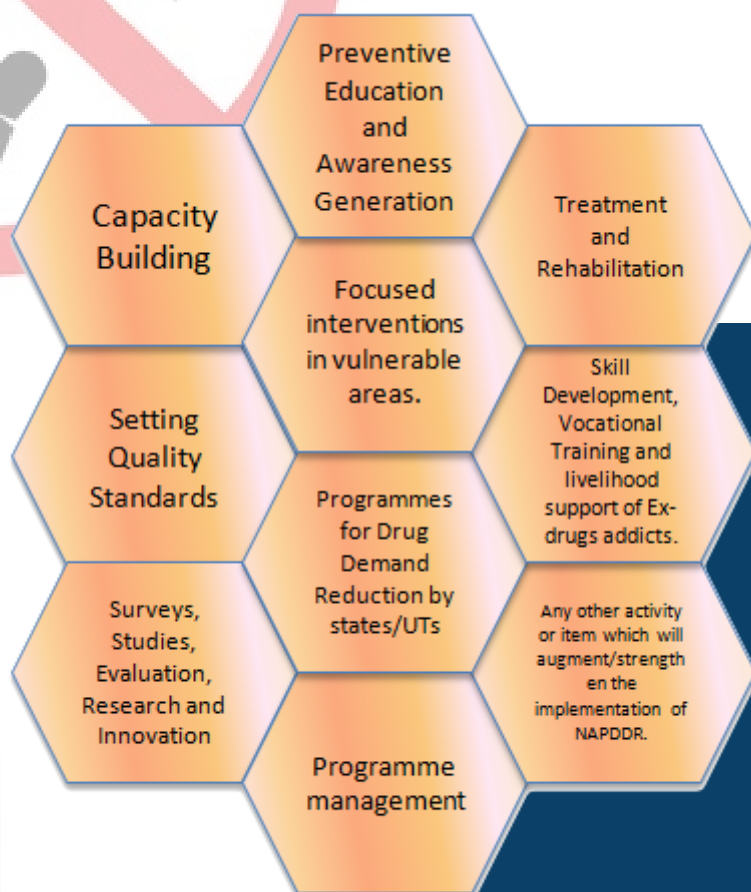 Preventive
Education
and
Awareness
Generation
Capacity
Building
Treatment
and
Rehabilitation
Focused
interventions
in vulnerable
areas.
Setting
Quality
Standards
Skill
Development,
Vocational
Training and
livelihood
support of Ex-
drugs addicts.
Programmes
for Drug
Demand
Reduction by
states/UTs
Surveys,
Studies,
Evaluation,
Research and
Innovation
Any other activity
or item which will
augment/strength
en the
implementation of
NAPDDR.
Programme
management